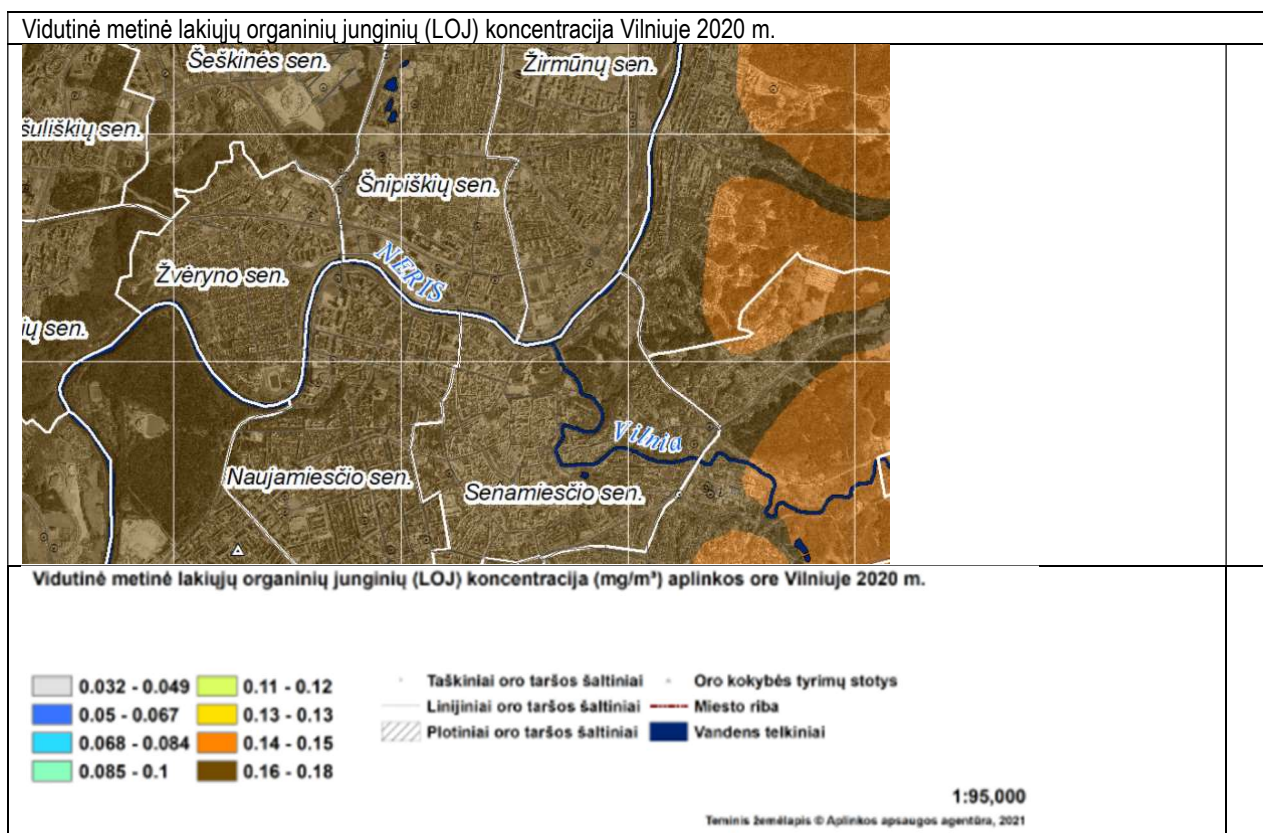 Vidutinė metinė lakiųjų organinių junginių (LOJ) koncentracija Vilniuje 2020 m.
Šeškinės sen.
Žirmūnų sen.
šuliškių sen.
Šnipiškių sen.
NERIS
Žvėryno sen.
ių sen.
Vilnia
Naujamiesčio sen.
Senamiesčio sen.
Vidutinė metinė lakiųjų organinių junginių (LOJ) koncentracija (mg/m³) aplinkos ore Vilniuje 2020 m.
0.032 - 0.049
0.05 - 0.067
0.068 - 0.084
0.085 - 0.1
0.11 - 0.12
0.13 - 0.13
0.14 - 0.15
0.16 - 0.18
Taškiniai oro taršos šaltiniai
Linijiniai oro taršos šaltiniai
Plotiniai oro taršos šaltiniai
Oro kokybės tyrimų stotys
Miesto riba
Vandens telkiniai
1:95,000
Teminis žemėlapis © Aplinkos apsaugos agentūra, 2021